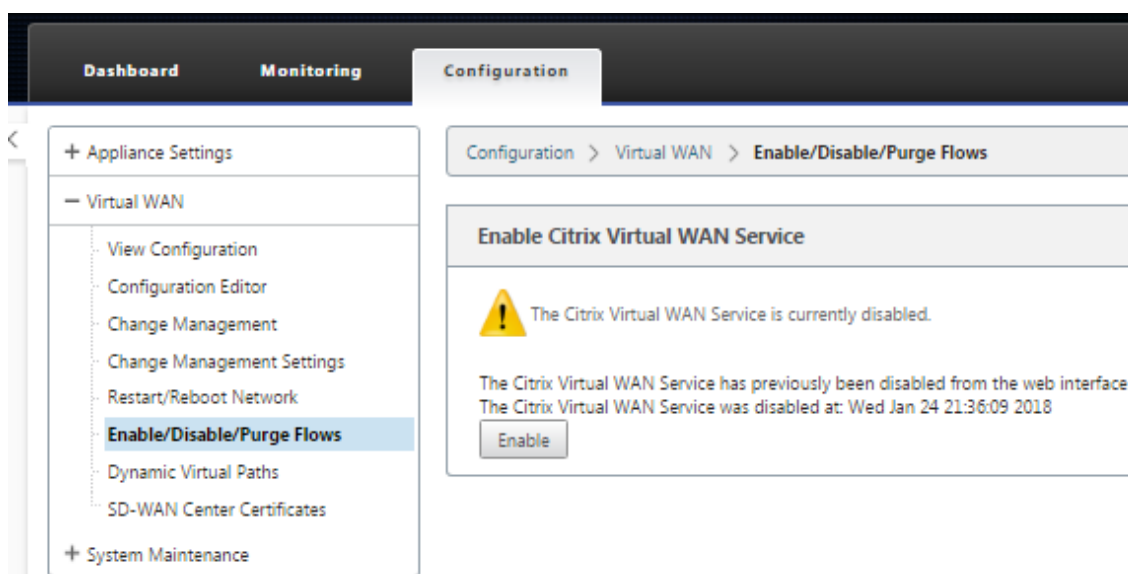 Dashboard Monitoring Configuration
+ Appliance Settings
− Virtual WAN
View Configuration
Configuration Editor
Change Management
Change Management Settings
Restart/Reboot Network
Enable/Disable/Purge Flows
Dynamic Virtual Paths
SD-WAN Center Certificates
+ System Maintenance
Configuration > Virtual WAN > Enable/Disable/Purge Flows
Enable Citrix Virtual WAN Service
The Citrix Virtual WAN Service is currently disabled.
The Citrix Virtual WAN Service has previously been disabled from the web interface
The Citrix Virtual WAN Service was disabled at: Wed Jan 24 21:36:09 2018
Enable